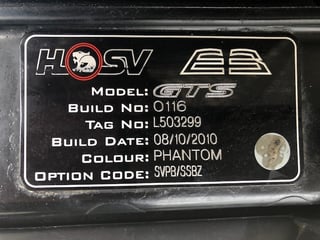 HSV E3
MODEL: GTS
BUILD NO: 0116
TAG NO: L503299
BUILD DATE: 08/10/2010
COLOUR: PHANTOM
OPTION CODE: SVPB/SSBZ